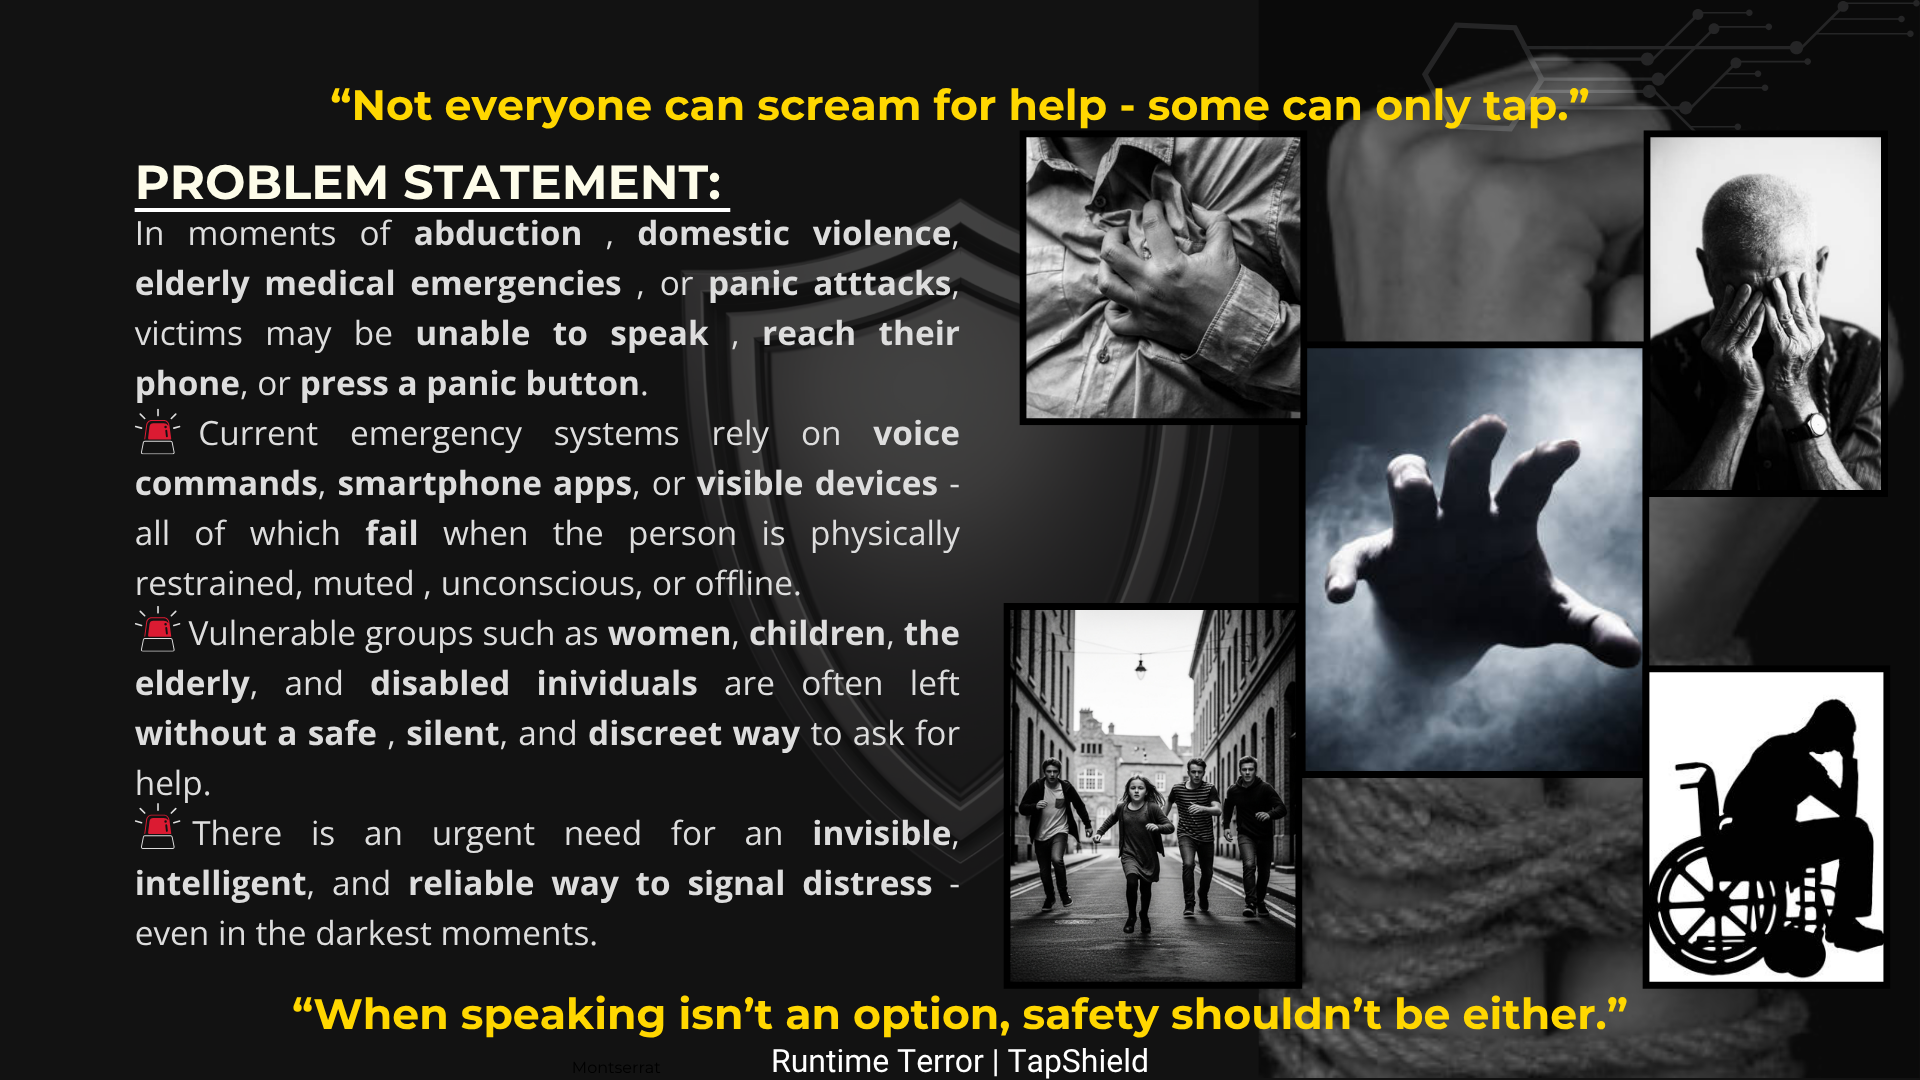 “Not everyone can scream for help - some can only tap.”
PROBLEM STATEMENT:
In moments of abduction , domestic violence,
elderly medical emergencies , or panic atttacks,
victims may be unable to speak , reach their
phone, or press a panic button.
Current emergency systems rely on voice
commands, smartphone apps, or visible devices -
all of which fail when the person is physically
restrained, muted , unconscious, or offline.
Vulnerable groups such as women, children, the
elderly, and disabled inividuals are often left
without a safe , silent, and discreet way to ask for
help.
There is an urgent need for an invisible,
intelligent, and reliable way to signal distress -
even in the darkest moments.
“When speaking isn’t an option, safety shouldn’t be either.”
Runtime Terror | TapShield
Montserrat